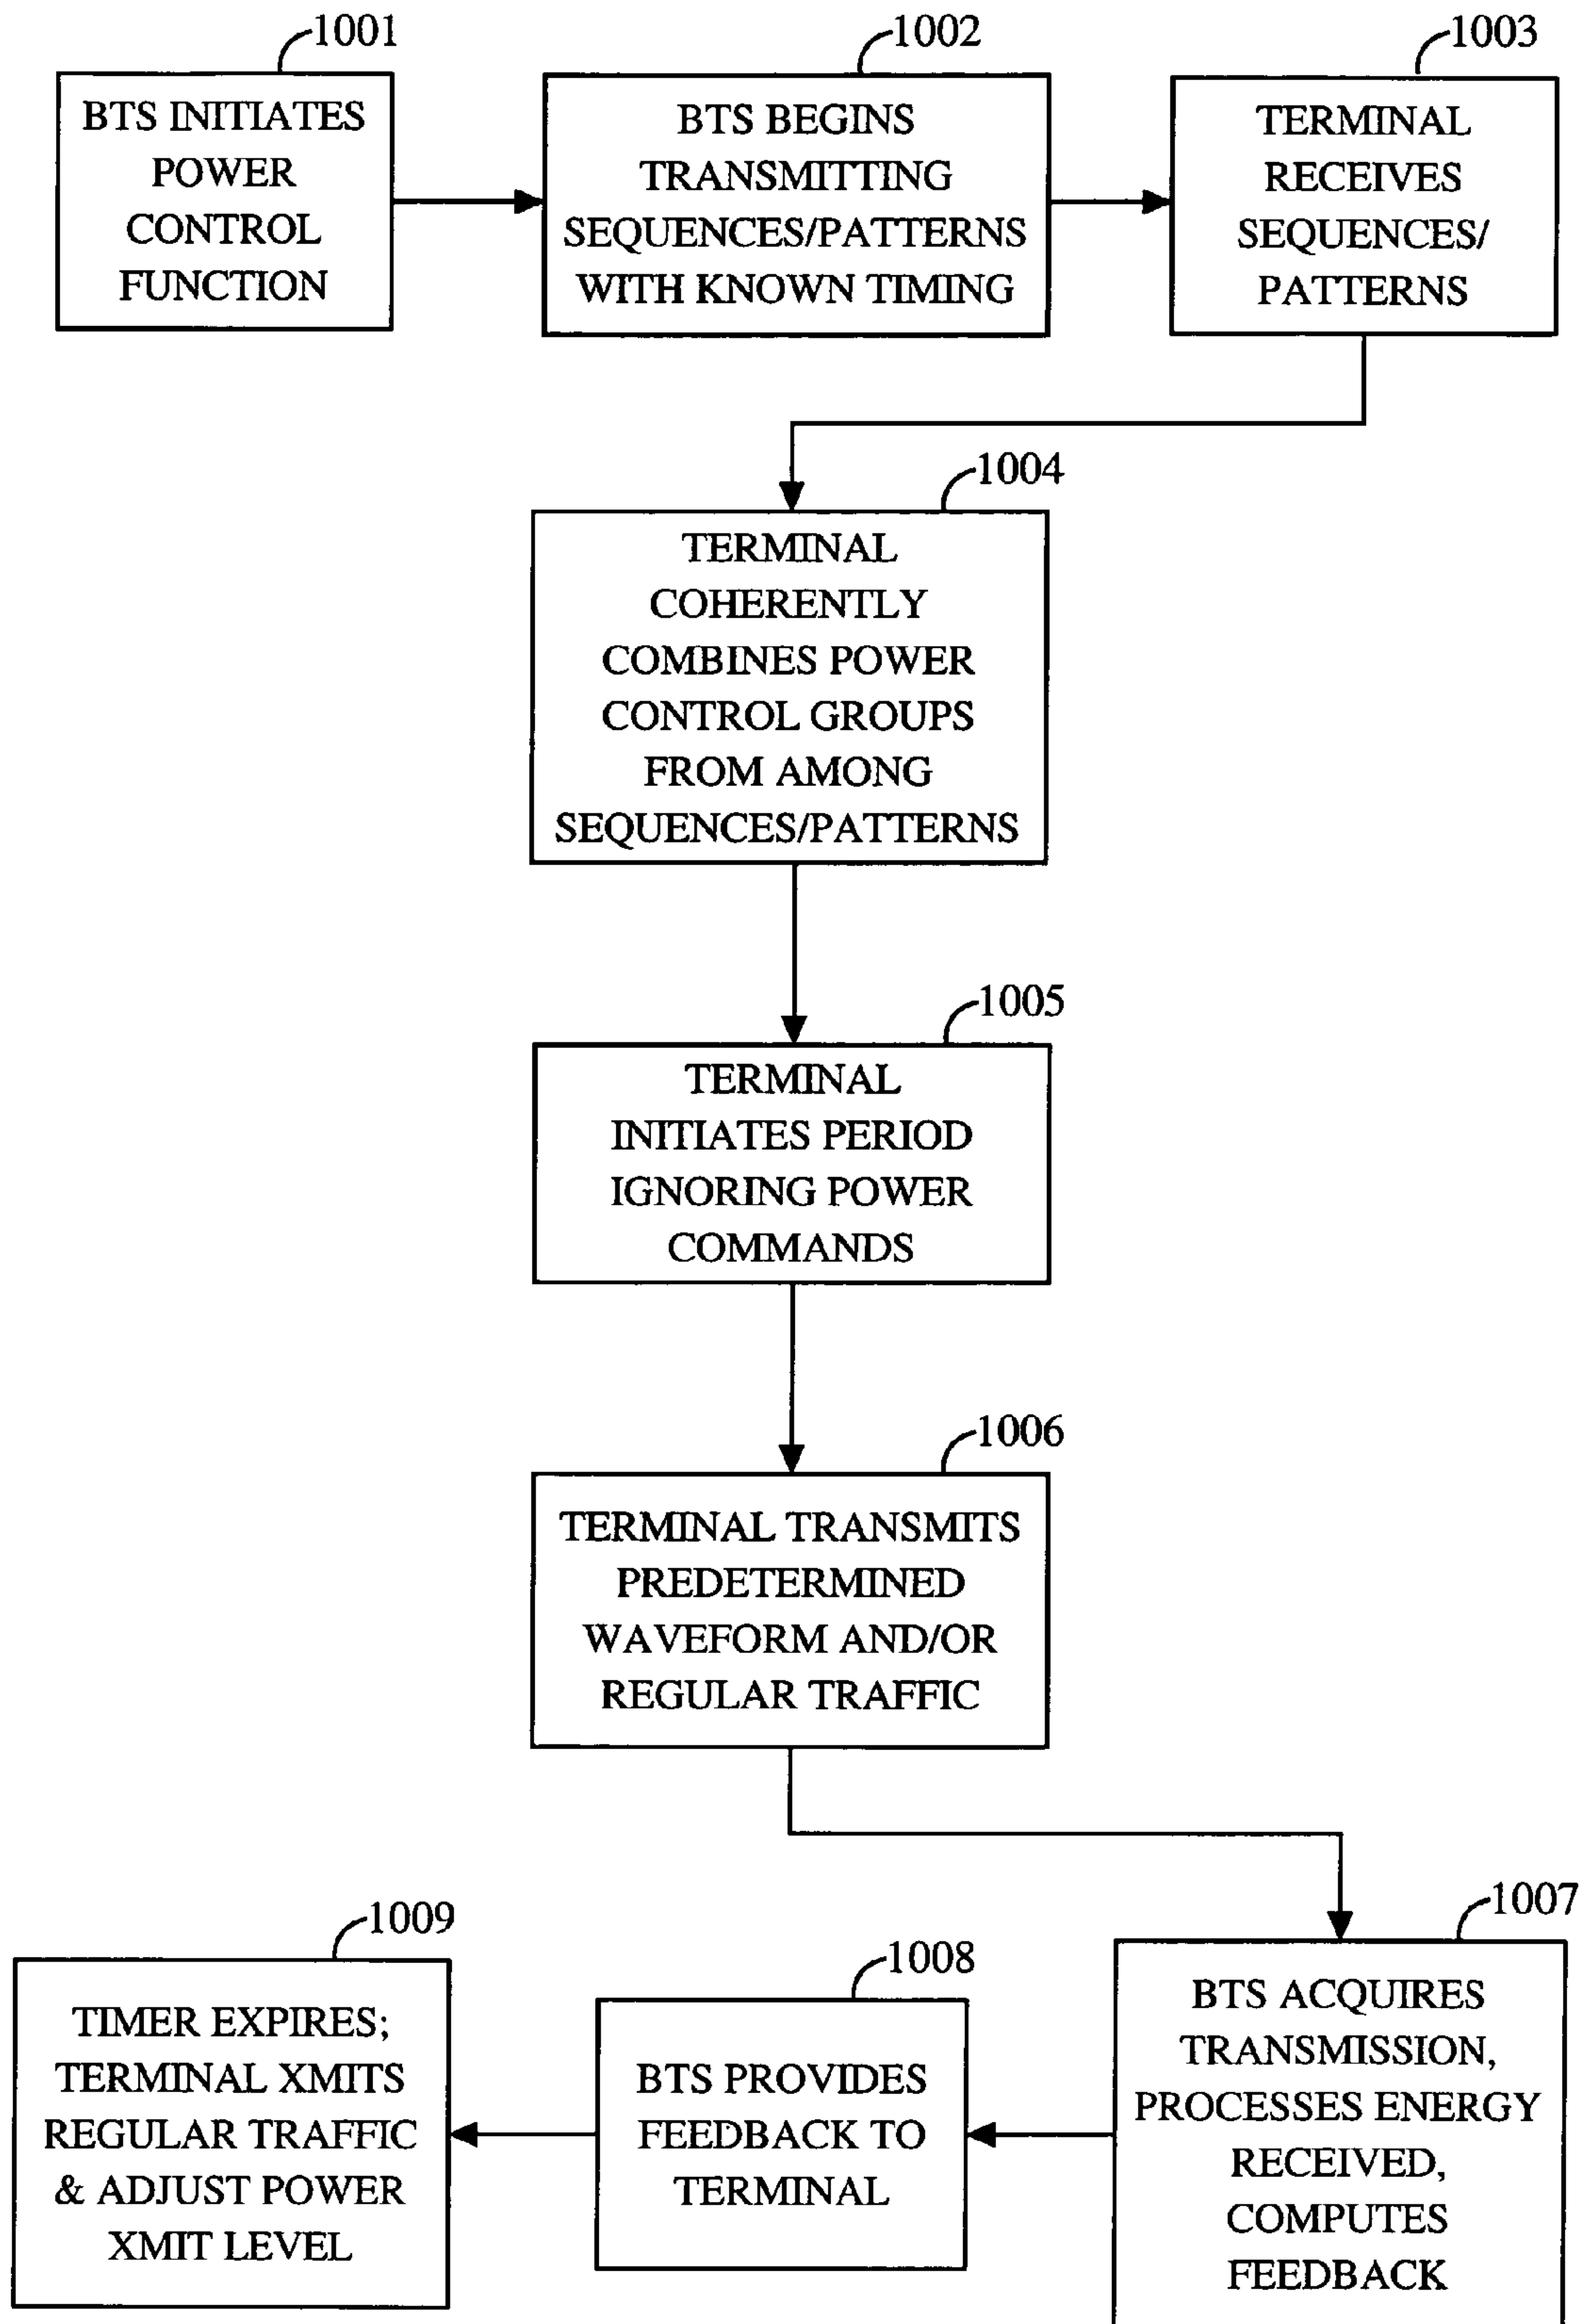 1001
BTS INITIATES
POWER
CONTROL
FUNCTION
1002
BTS BEGINS
TRANSMITTING
SEQUENCES/PATTERNS
WITH KNOWN TIMING
1003
TERMINAL
RECEIVES
SEQUENCES/
PATTERNS
1004
TERMINAL
COHERENTLY
COMBINES POWER
CONTROL GROUPS
FROM AMONG
SEQUENCES/PATTERNS
1005
TERMINAL
INITIATES PERIOD
IGNORING POWER
COMMANDS
1006
TERMINAL TRANSMITS
PREDETERMINED
WAVEFORM AND/OR
REGULAR TRAFFIC
1007
BTS ACQUIRES
TRANSMISSION,
PROCESSES ENERGY
RECEIVED,
COMPUTES
FEEDBACK
1008
BTS PROVIDES
FEEDBACK TO
TERMINAL
1009
TIMER EXPIRES;
TERMINAL XMITS
REGULAR TRAFFIC
& ADJUST POWER
XMIT LEVEL